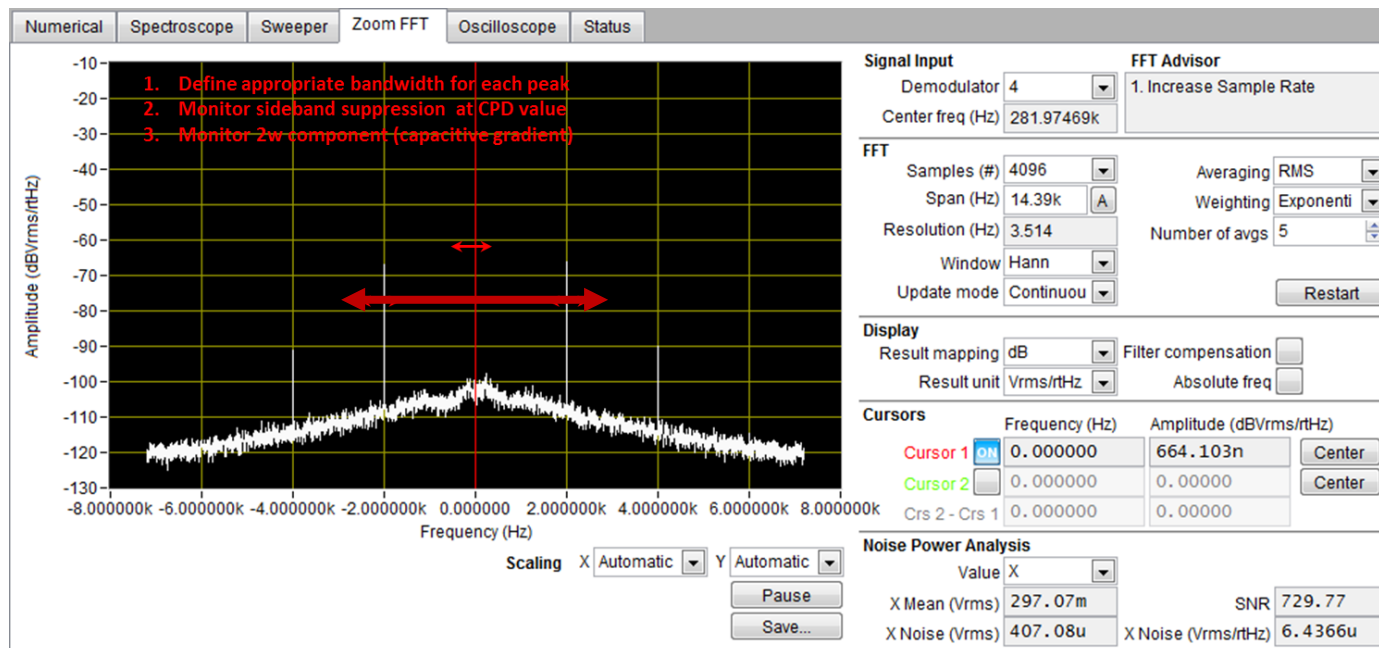 Numerical Spectroscope Sweeper Zoom FFT Oscilloscope Status
1. Define appropriate bandwidth for each peak
2. Monitor sideband suppression at CPD value
3. Monitor 2w component (capacitive gradient)
Amplitude (dBVrms/rtHz)
-10
-20
-30
-40
-50
-60
-70
-80
-90
-100
-110
-120
-130
-8.000000k -6.000000k -4.000000k -2.000000k 0.000000 2.000000k 4.000000k 6.000000k 8.000000k
Frequency (Hz)
Scaling X Automatic Y Automatic
Pause
Save...
Signal Input
Demodulator 4
Center freq (Hz) 281.97469k
FFT Advisor
1. Increase Sample Rate
FFT
Samples (#) 4096
Span (Hz) 14.39k A
Resolution (Hz) 3.514
Window Hann
Update mode Continuou
Averaging RMS
Weighting Exponenti
Number of avgs 5
Restart
Display
Result mapping dB
Result unit Vrms/rtHz
Filter compensation
Absolute freq
Cursors
Frequency (Hz) Amplitude (dBVrms/rtHz)
Cursor 1 ON 0.000000 664.103n Center
Cursor 2 0.000000 0.00000 Center
Crs 2 - Crs 1 0.000000 0.00000
Noise Power Analysis
Value X
X Mean (Vrms) 297.07m SNR 729.77
X Noise (Vrms) 407.08u X Noise (Vrms/rtHz) 6.4366u